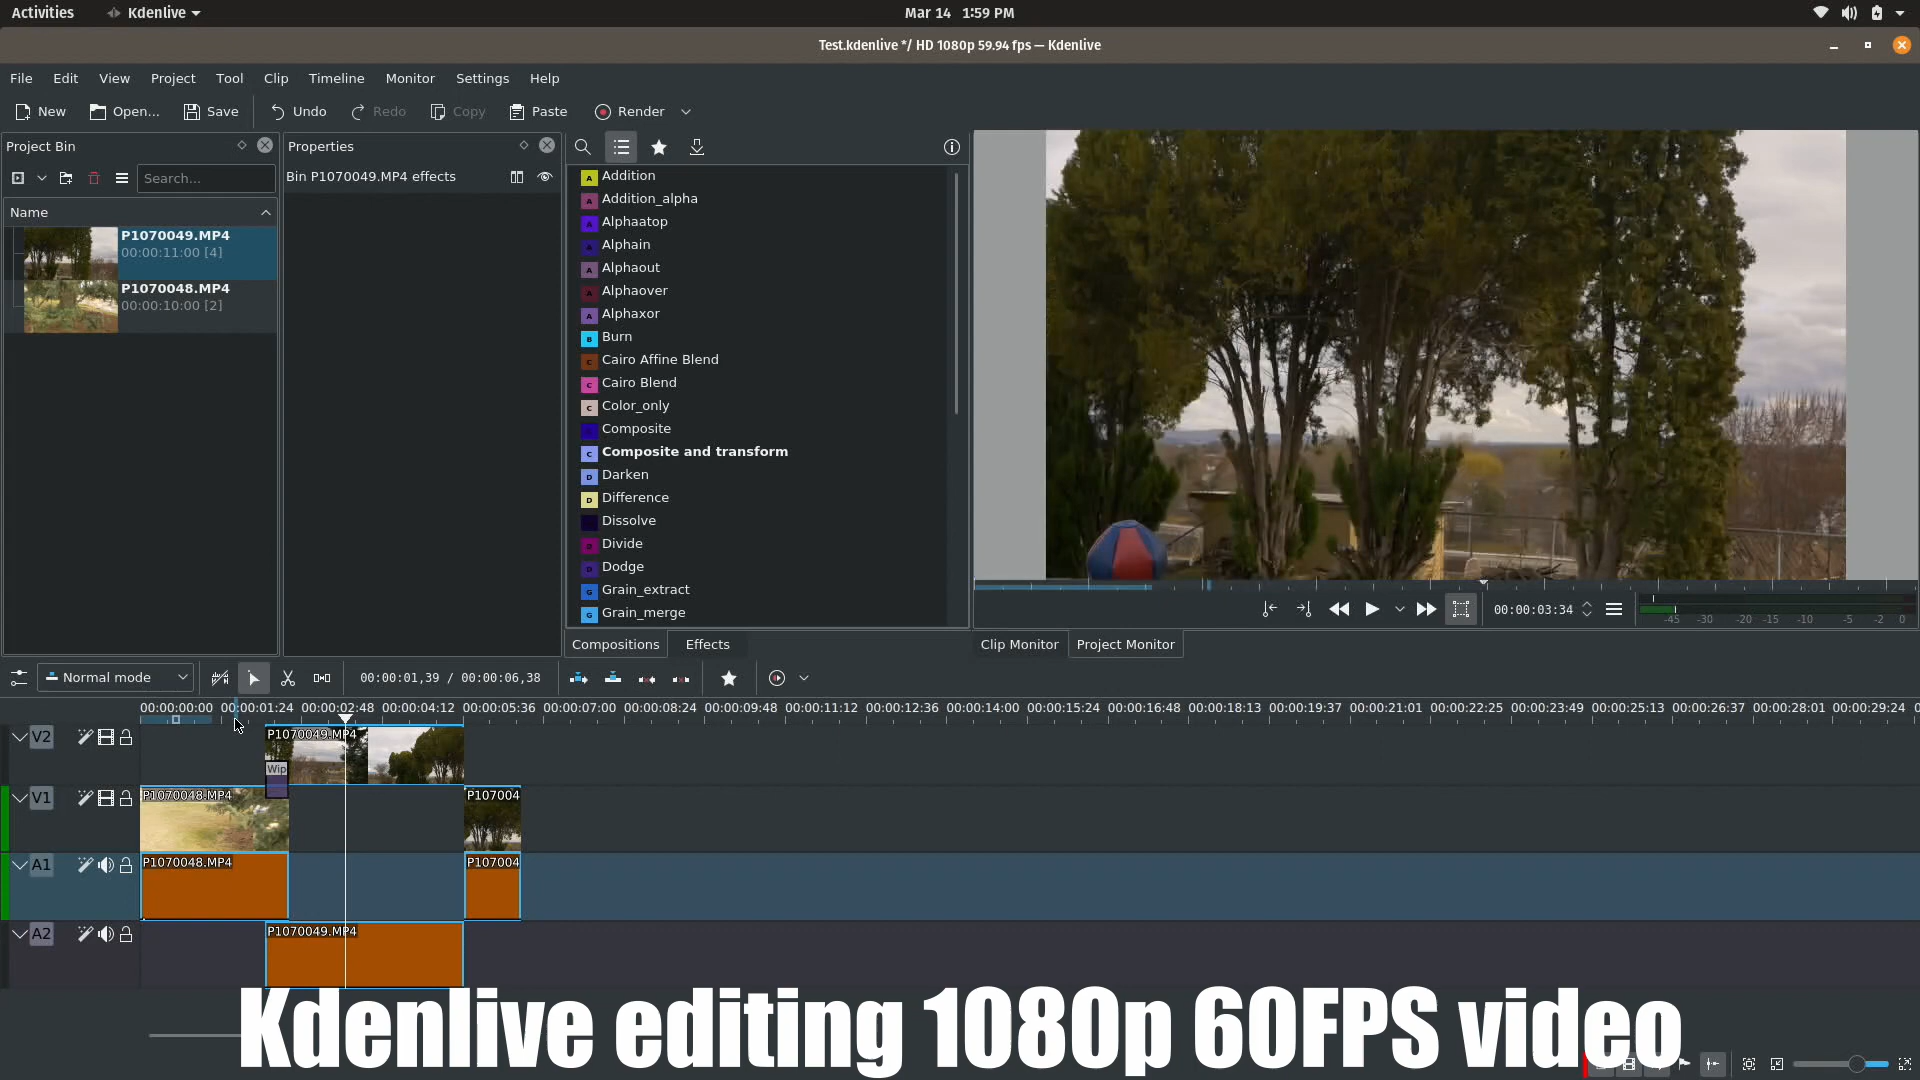 Activities
Kdenlive
Mar 14 1:59 PM
Test.kdenlive */ HD 1080p 59.94 fps — Kdenlive
File Edit View Project Tool Clip Timeline Monitor Settings Help
New Open... Save Undo Redo Copy Paste Render
Project Bin
Search...
Name
P1070049.MP4
00:00:11:00 [4]
P1070048.MP4
00:00:10:00 [2]
Properties
Bin P1070049.MP4 effects
A Addition
A Addition_alpha
A Alphaatop
A Alphain
A Alphaout
A Alphaover
A Alphaxor
B Burn
C Cairo Affine Blend
C Cairo Blend
C Color_only
Composite
C Composite and transform
D Darken
D Difference
Dissolve
D Divide
D Dodge
G Grain_extract
G Grain_merge
Compositions Effects
00:00:03:34
-45 -30 -20 -15 -10 -5 -2 0
Clip Monitor Project Monitor
Normal mode
00:00:01,39 / 00:00:06,38
00:00:00:00 00:00:01:24 00:00:02:48 00:00:04:12 00:00:05:36 00:00:07:00 00:00:08:24 00:00:09:48 00:00:11:12 00:00:12:36 00:00:14:00 00:00:15:24 00:00:16:48 00:00:18:13 00:00:19:37 00:00:21:01 00:00:22:25 00:00:23:49 00:00:25:13 00:00:26:37 00:00:28:01 00:00:29:24
V2
P1070049.MP4
Wip
V1
P1070048.MP4
P107004
A1
P1070048.MP4
P107004
A2
P1070049.MP4
Kdenlive editing 1080p 60FPS video